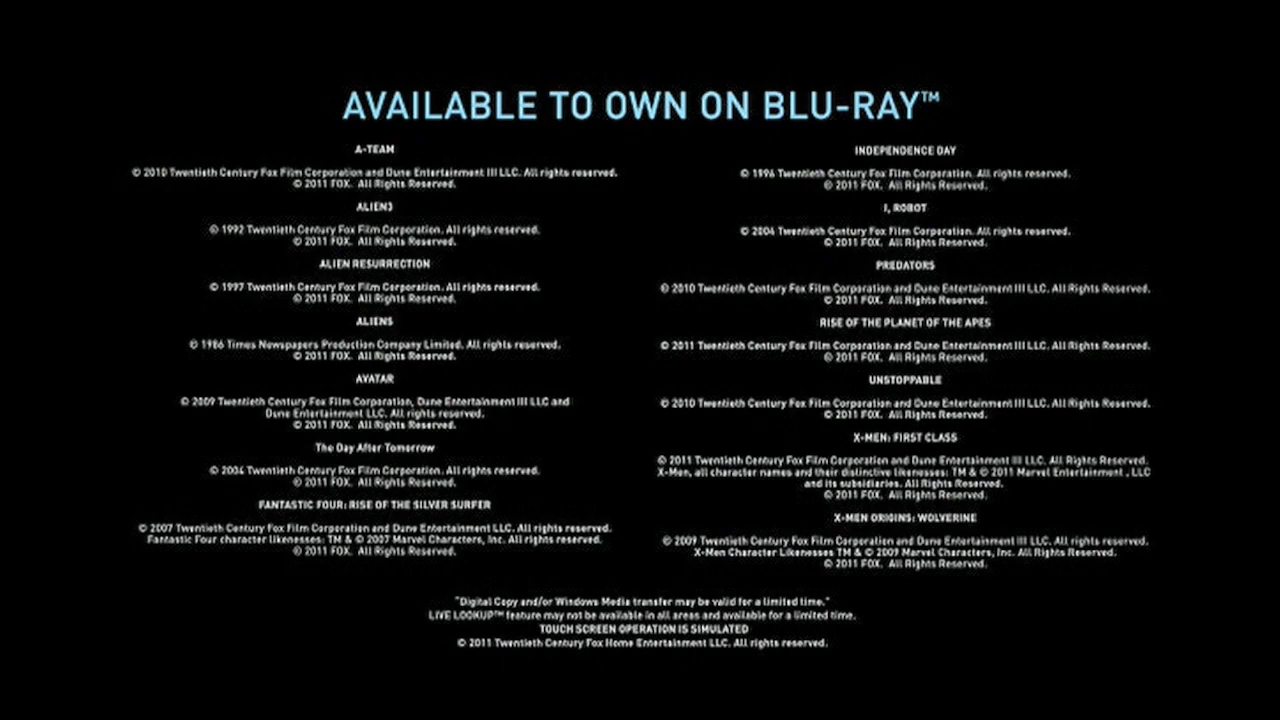 AVAILABLE TO OWN ON BLU-RAY™
A-TEAM
© 2010 Twentieth Century Fox Film Corporation and Dune Entertainment III LLC. All rights reserved.
© 2011 FOX. All Rights Reserved.
ALIEN3
© 1992 Twentieth Century Fox Film Corporation. All rights reserved.
© 2011 FOX. All Rights Reserved.
ALIEN RESURRECTION
© 1997 Twentieth Century Fox Film Corporation. All rights reserved.
© 2011 FOX. All Rights Reserved.
ALIENS
© 1986 Times Newspapers Production Company Limited. All rights reserved.
© 2011 FOX. All Rights Reserved.
AVATAR
© 2009 Twentieth Century Fox Film Corporation, Dune Entertainment III LLC and
Dune Entertainment LLC. All rights reserved.
© 2011 FOX. All Rights Reserved.
The Day After Tomorrow
© 2004 Twentieth Century Fox Film Corporation. All rights reserved.
© 2011 FOX. All Rights Reserved.
FANTASTIC FOUR: RISE OF THE SILVER SURFER
© 2007 Twentieth Century Fox Film Corporation and Dune Entertainment LLC. All rights reserved.
Fantastic Four character likenesses: TM & © 2007 Marvel Characters, Inc. All rights reserved.
© 2011 FOX. All Rights Reserved.
INDEPENDENCE DAY
© 1996 Twentieth Century Fox Film Corporation. All rights reserved.
© 2011 FOX. All Rights Reserved.
I, ROBOT
© 2004 Twentieth Century Fox Film Corporation. All rights reserved.
© 2011 FOX. All Rights Reserved.
PREDATORS
© 2010 Twentieth Century Fox Film Corporation and Dune Entertainment III LLC. All Rights Reserved.
© 2011 FOX. All Rights Reserved.
RISE OF THE PLANET OF THE APES
© 2011 Twentieth Century Fox Film Corporation and Dune Entertainment III LLC. All Rights Reserved.
© 2011 FOX. All Rights Reserved.
UNSTOPPABLE
© 2010 Twentieth Century Fox Film Corporation and Dune Entertainment III LLC. All Rights Reserved.
© 2011 FOX. All Rights Reserved.
X-MEN: FIRST CLASS
© 2011 Twentieth Century Fox Film Corporation and Dune Entertainment III LLC. All Rights Reserved.
X-Men, all character names and their distinctive likenesses: TM & © 2011 Marvel Entertainment , LLC
and its subsidiaries. All Rights Reserved.
© 2011 FOX. All Rights Reserved.
X-MEN ORIGINS: WOLVERINE
© 2009 Twentieth Century Fox Film Corporation and Dune Entertainment III LLC. All rights reserved.
X-Men Character Likenesses TM & © 2009 Marvel Characters, Inc. All Rights Reserved.
© 2011 FOX. All Rights Reserved.
"Digital Copy and/or Windows Media transfer may be valid for a limited time."
LIVE LOOKUP™ feature may not be available in all areas and available for a limited time.
TOUCH SCREEN OPERATION IS SIMULATED
© 2011 Twentieth Century Fox Home Entertainment LLC. All rights reserved.